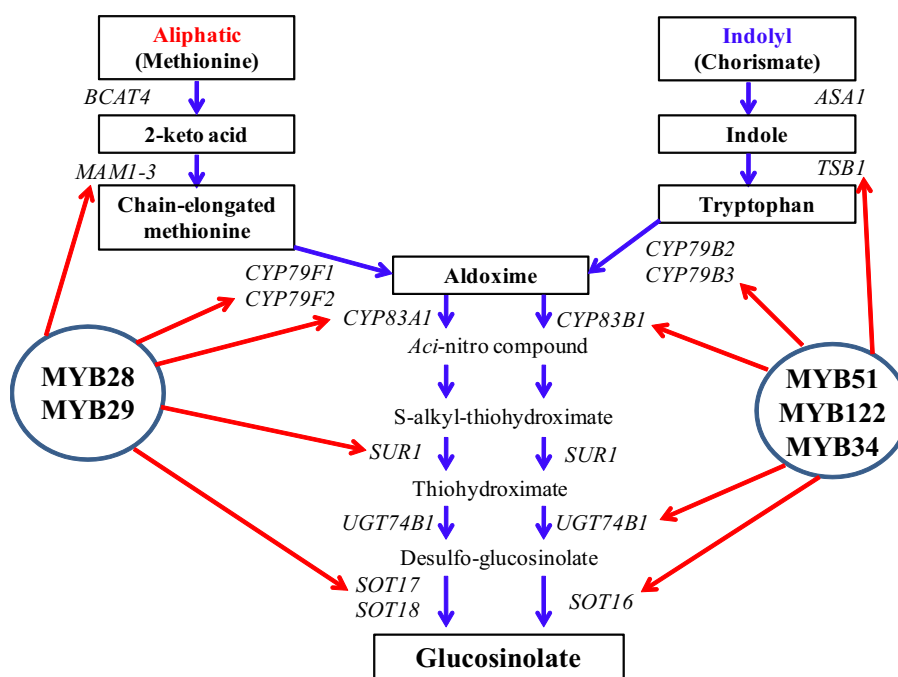 Aliphatic
(Methionine)
Indolyl
(Chorismate)
BCAT4
ASA1
2-keto acid
Indole
MAM1-3
TSB1
Chain-elongated
methionine
Tryptophan
CYP79F1
CYP79F2
Aldoxime
CYP79B2
CYP79B3
CYP83A1
CYP83B1
Aci-nitro compound
MYB28
MYB29
MYB51
MYB122
MYB34
S-alkyl-thiohydroximate
SUR1
SUR1
Thiohydroximate
UGT74B1
UGT74B1
Desulfo-glucosinolate
SOT17
SOT18
SOT16
Glucosinolate